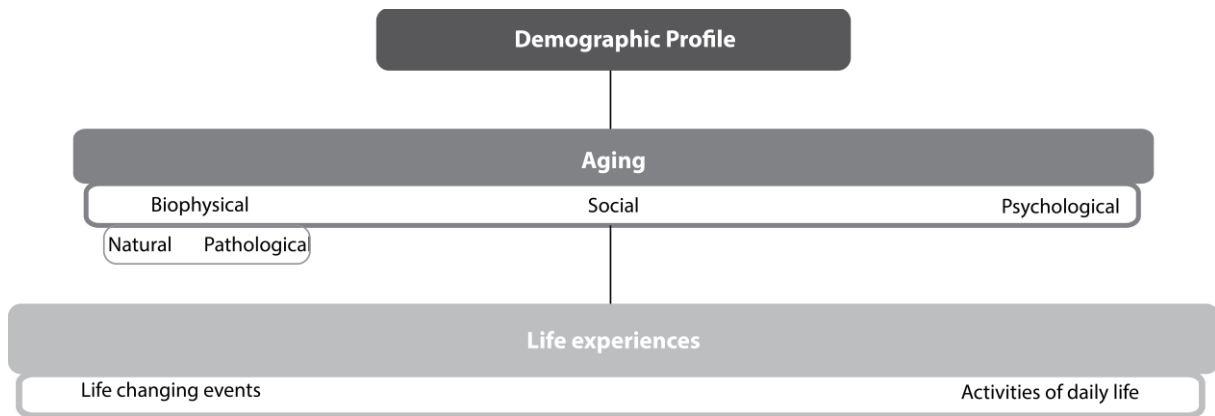 Demographic Profile
Aging
Biophysical Social Psychological
Natural Pathological
Life experiences
Life changing events Activities of daily life